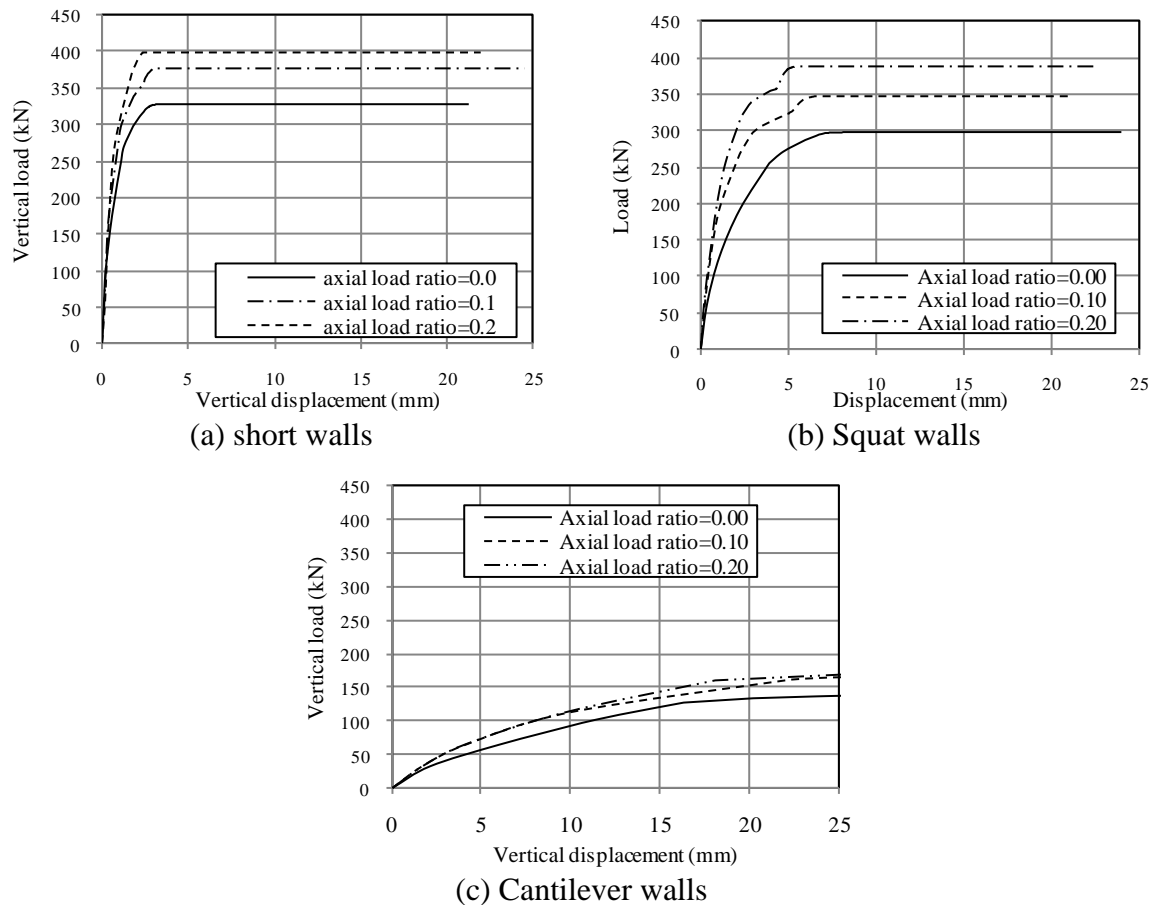 450
400
350
300
250
200
150
100
50
0
Vertical load (kN)
axial load ratio=0.0
axial load ratio=0.1
axial load ratio=0.2
0 5 10 15 20 25
Vertical displacement (mm)
(a) short walls
450
400
350
300
250
200
150
100
50
0
Load (kN)
Axial load ratio=0.00
Axial load ratio=0.10
Axial load ratio=0.20
0 5 10 15 20 25
Displacement (mm)
(b) Squat walls
450
400
350
300
250
200
150
100
50
0
Vertical load (kN)
Axial load ratio=0.00
Axial load ratio=0.10
Axial load ratio=0.20
0 5 10 15 20 25
Vertical displacement (mm)
(c) Cantilever walls